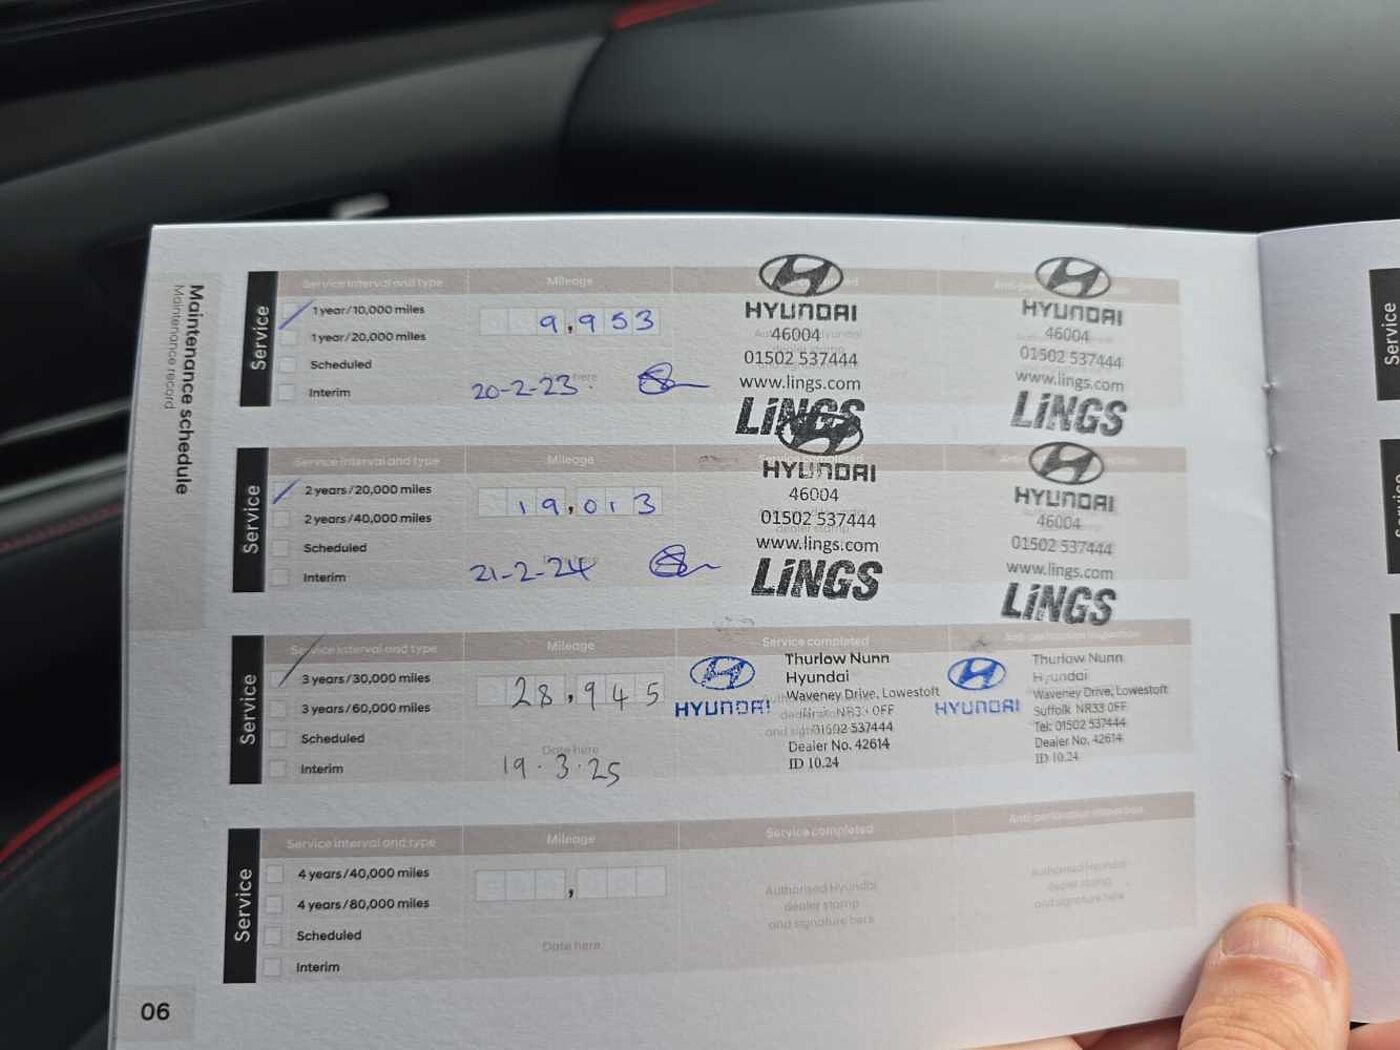 Maintenance schedule
Maintenance record
Service
Service interval and type
Mileage
1 year/10,000 miles
1 year/20,000 miles
Scheduled
Interim
9,953
20-2-23
HYUNDAI
46004
01502 537444
www.lings.com
LiNGS
HYUNDAI
46004
01502 537444
www.lings.com
LiNGS
Service
Service interval and type
Mileage
2 years/20,000 miles
2 years/40,000 miles
Scheduled
Interim
19,013
21-2-24
HYUNDAI
46004
01502 537444
www.lings.com
LiNGS
HYUNDAI
46004
01502 537444
www.lings.com
LiNGS
Service
Service interval and type
Mileage
Service completed
Anti-perforation inspection
3 years/30,000 miles
3 years/60,000 miles
Scheduled
Interim
28,945
Date here
19.3.25
HYUNDAI
Thurlow Nunn
Hyundai
Waveney Drive, Lowestoft
01502 537444
Dealer No. 42614
ID 10.24
HYUNDAI
Thurlow Nunn
Hyundai
Waveney Drive, Lowestoft
Suffolk NR33 0FF
Tel: 01502 537444
Dealer No. 42614
ID 10.24
Service
Service interval and type
Mileage
Service completed
Anti-perforation inspection
4 years/40,000 miles
4 years/80,000 miles
Scheduled
Interim
,
Date here
Authorised Hyundai
dealer stamp
and signature here
Authorised Hyundai
dealer stamp
and signature here
06
Service
Service